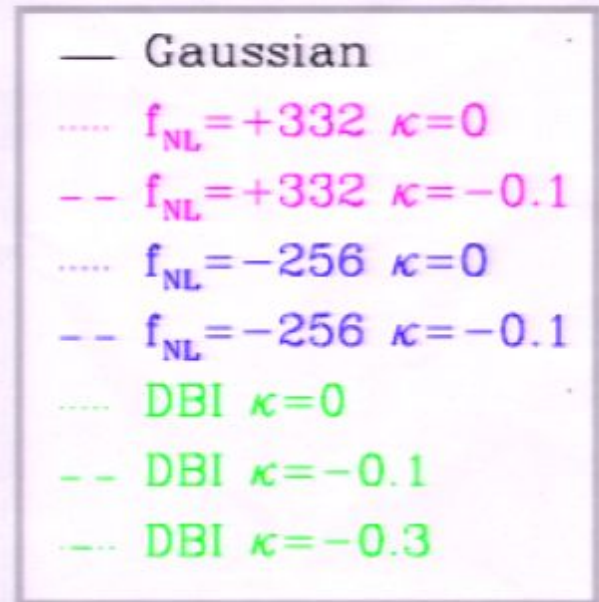 Gaussian
f_NL=+332 κ=0
f_NL=+332 κ=-0.1
f_NL=-256 κ=0
f_NL=-256 κ=-0.1
DBI κ=0
DBI κ=-0.1
DBI κ=-0.3